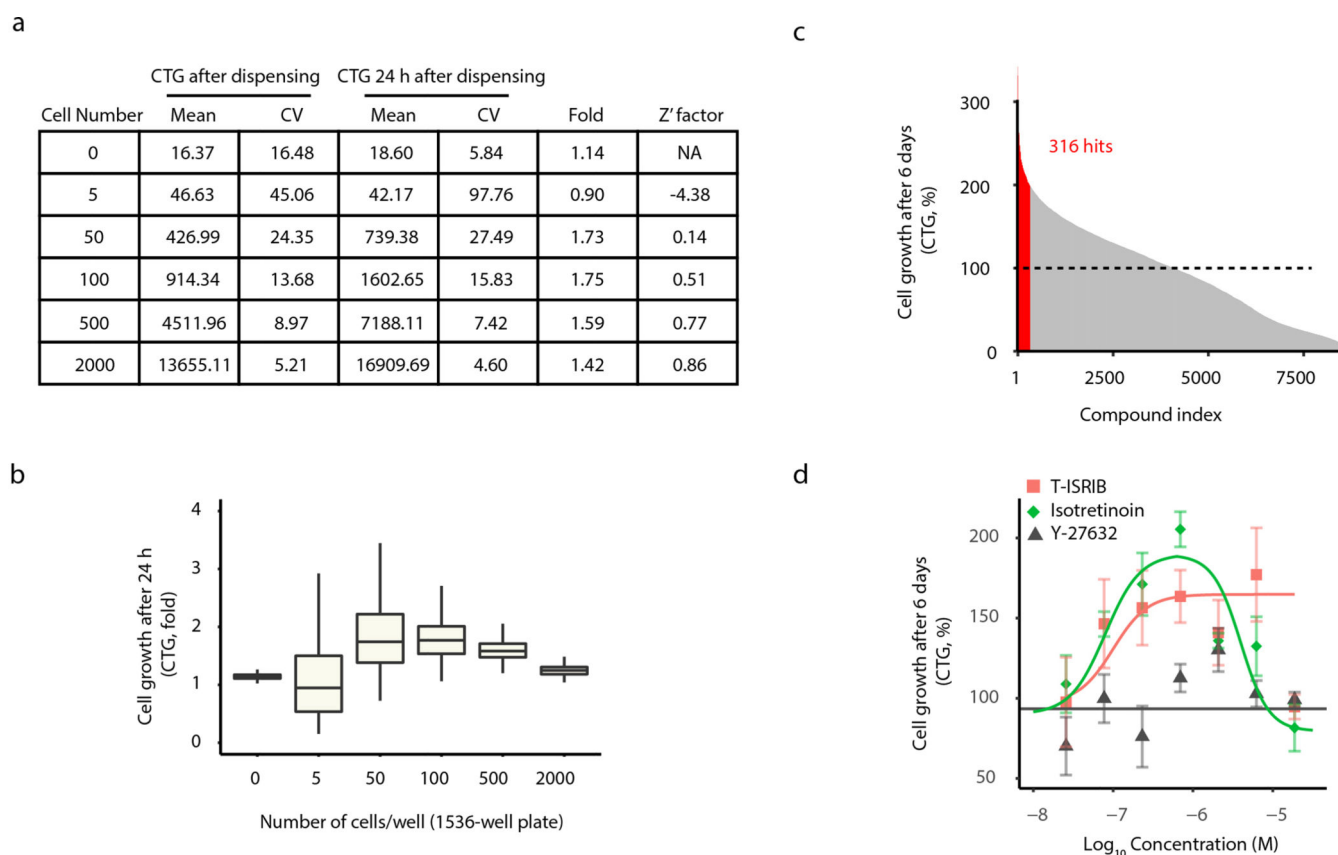 a
CTG after dispensing CTG 24 h after dispensing
Cell Number Mean CV Mean CV Fold Z' factor
0 16.37 16.48 18.60 5.84 1.14 NA
5 46.63 45.06 42.17 97.76 0.90 -4.38
50 426.99 24.35 739.38 27.49 1.73 0.14
100 914.34 13.68 1602.65 15.83 1.75 0.51
500 4511.96 8.97 7188.11 7.42 1.59 0.77
2000 13655.11 5.21 16909.69 4.60 1.42 0.86
b
Cell growth after 24 h
(CTG, fold)
4
3
2
1
0
0 5 50 100 500 2000
Number of cells/well (1536-well plate)
c
Cell growth after 6 days
(CTG, %)
300
200
100
0
316 hits
1 2500 5000 7500
Compound index
d
T-ISRIB
Isotretinoin
Y-27632
Cell growth after 6 days
(CTG, %)
200
150
100
50
−8 −7 −6 −5
Log10 Concentration (M)